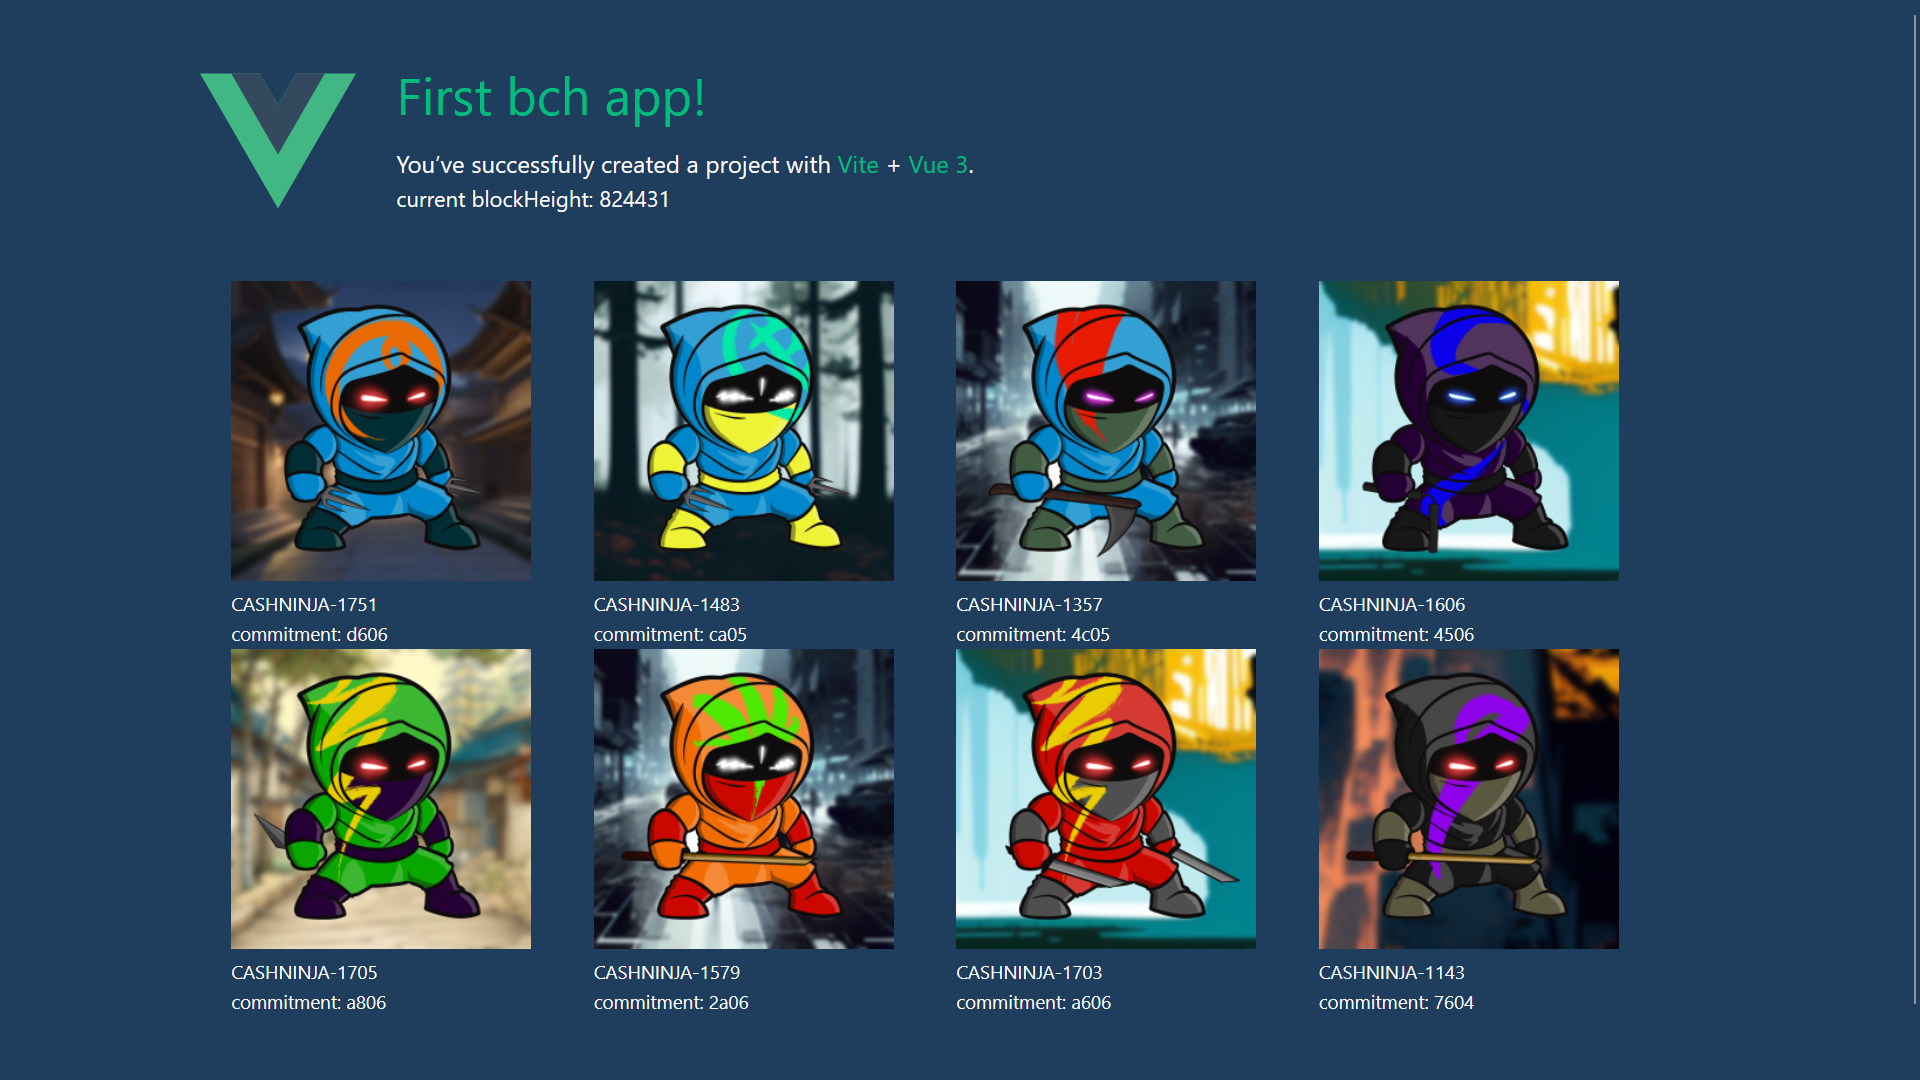 First bch app!
You’ve successfully created a project with Vite + Vue 3.
current blockHeight: 824431
CASHNINJA-1751
commitment: d606
CASHNINJA-1483
commitment: ca05
CASHNINJA-1357
commitment: 4c05
CASHNINJA-1606
commitment: 4506
CASHNINJA-1705
commitment: a806
CASHNINJA-1579
commitment: 2a06
CASHNINJA-1703
commitment: a606
CASHNINJA-1143
commitment: 7604